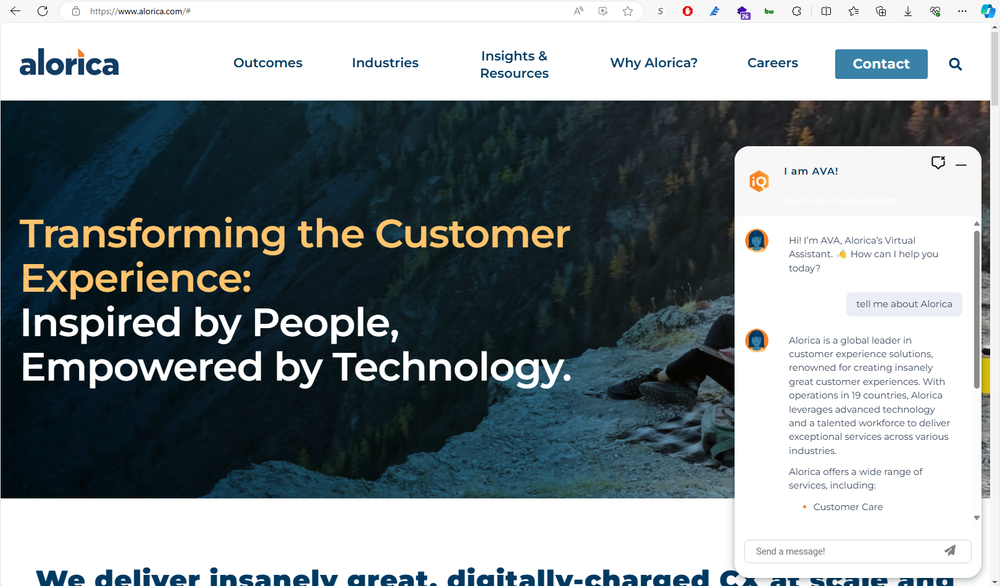 https://www.alorica.com/#
26
bw
alorica
Outcomes
Industries
Insights &
Resources
Why Alorica?
Careers
Contact
Transforming the Customer
Experience:
Inspired by People,
Empowered by Technology.
iQ
I am AVA!
Alorica AI Virtual Assistant
Hi! I’m AVA, Alorica’s Virtual
Assistant. 👋 How can I help you
today?
tell me about Alorica
Alorica is a global leader in
customer experience solutions,
renowned for creating insanely
great customer experiences. With
operations in 19 countries, Alorica
leverages advanced technology
and a talented workforce to deliver
exceptional services across various
industries.
Alorica offers a wide range of
services, including:
• Customer Care
Send a message!
We deliver insanely great, digitally-charged CX at scale and